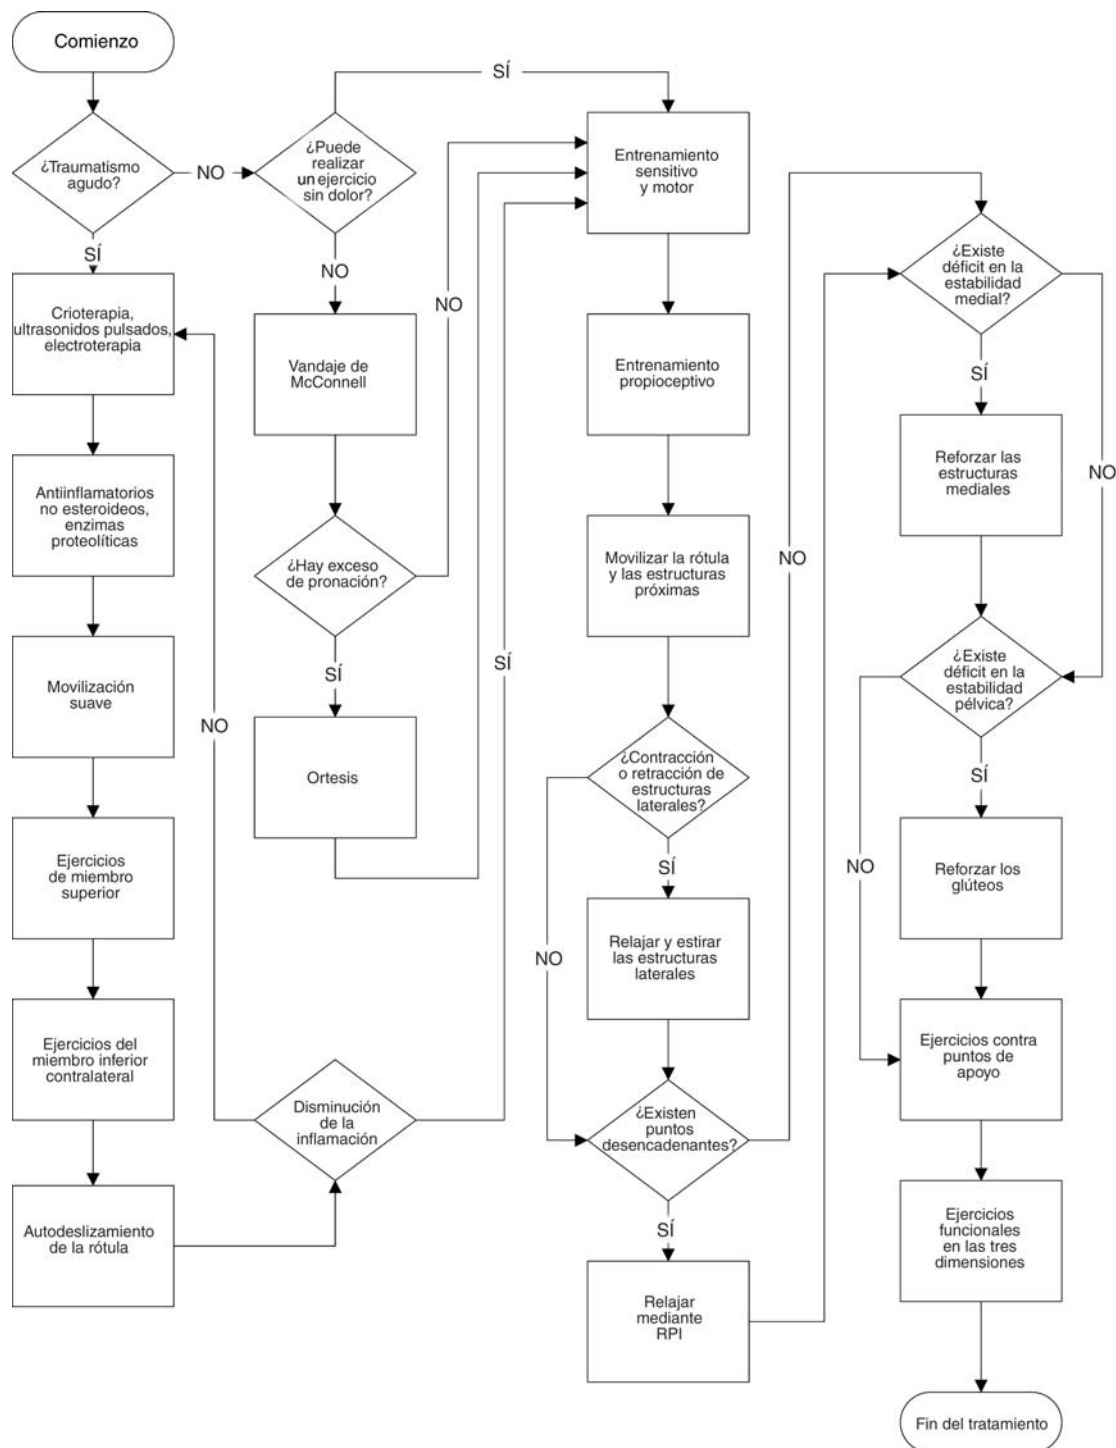 Comienzo
¿Traumatismo
agudo?
NO
SÍ
Crioterapia,
ultrasonidos pulsados,
electroterapia
Antiinflamatorios
no esteroideos,
enzimas
proteolíticas
Movilización
suave
Ejercicios
de miembro
superior
Ejercicios del
miembro inferior
contralateral
Autodeslizamiento
de la rótula
Disminución
de la
inflamación
NO
SÍ
¿Puede
realizar
un ejercicio
sin dolor?
SÍ
NO
Vandaje de
McConnell
¿Hay exceso
de pronación?
NO
SÍ
Ortesis
Entrenamiento
sensitivo
y motor
Entrenamiento
propioceptivo
Movilizar la rótula
y las estructuras
próximas
¿Contracción
o retracción de
estructuras
laterales?
SÍ
NO
Relajar y estirar
las estructuras
laterales
¿Existen
puntos
desencadenantes?
NO
SÍ
Relajar
mediante
RPI
¿Existe
déficit en la
estabilidad
medial?
SÍ
NO
Reforzar las
estructuras
mediales
¿Existe
déficit en la
estabilidad
pélvica?
SÍ
NO
Reforzar los
glúteos
Ejercicios contra
puntos de
apoyo
Ejercicios
funcionales
en las tres
dimensiones
Fin del tratamiento